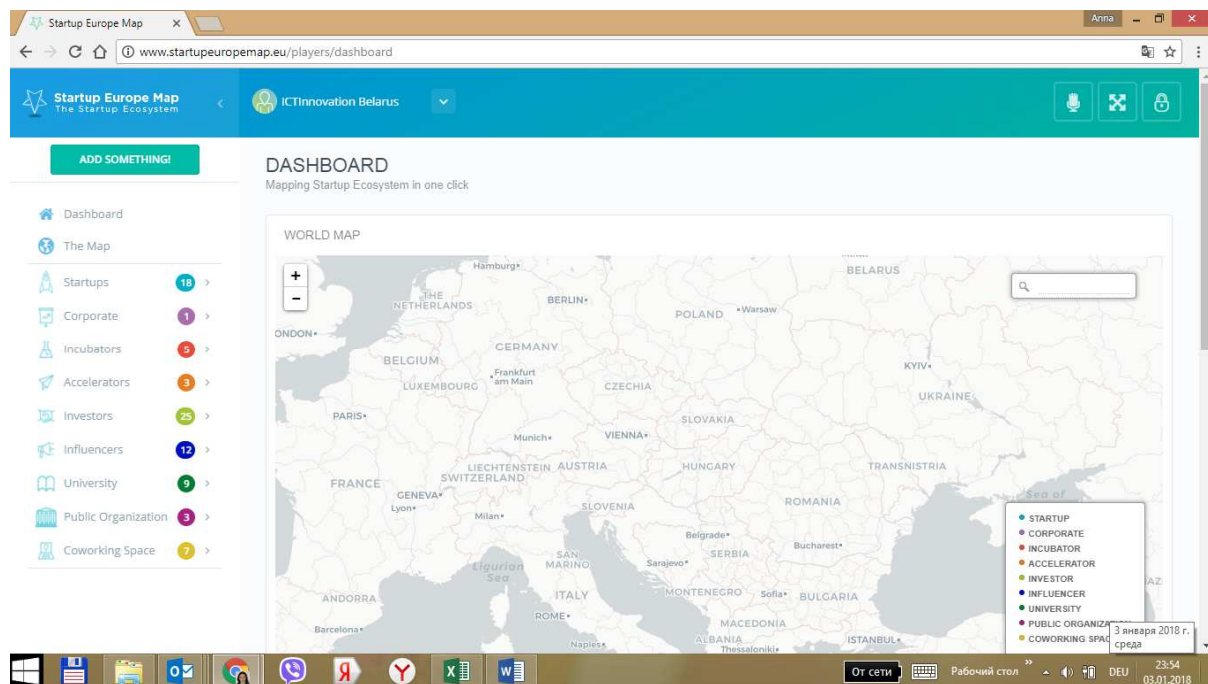 Startup Europe Map
Anna
www.startupeuropemap.eu/players/dashboard
Startup Europe Map
The Startup Ecosystem
ICTInnovation Belarus
ADD SOMETHING!
DASHBOARD
Mapping Startup Ecosystem in one click
Dashboard
The Map
Startups 18
Corporate 1
Incubators 5
Accelerators 3
Investors 25
Influencers 12
University 9
Public Organization 3
Coworking Space 7
WORLD MAP
+
−
Hamburg
BELARUS
THE
NETHERLANDS
BERLIN
POLAND
Warsaw
ONDON
GERMANY
BELGIUM
Frankfurt
am Main
KYIV
LUXEMBOURG
CZECHIA
UKRAINE
PARIS
SLOVAKIA
Munich
VIENNA
LIECHTENSTEIN
AUSTRIA
HUNGARY
TRANSNISTRIA
SWITZERLAND
FRANCE
GENEVA
Lyon
SLOVENIA
ROMANIA
Sea of
Milan
Belgrade
Bucharest
SAN
MARINO
SERBIA
Sarajevo
Ligurian
Sea
ANDORRA
ITALY
MONTENEGRO
Sofia
BULGARIA
ROME
Barcelona
MACEDONIA
ALBANIA
ISTANBUL
Naples
Thessaloniki
STARTUP
CORPORATE
INCUBATOR
ACCELERATOR
INVESTOR
INFLUENCER
UNIVERSITY
PUBLIC ORGANIZAT
COWORKING SPAC
AZ
3 января 2018 г.
среда
От сети
Рабочий стол
DEU
23:54
03.01.2018